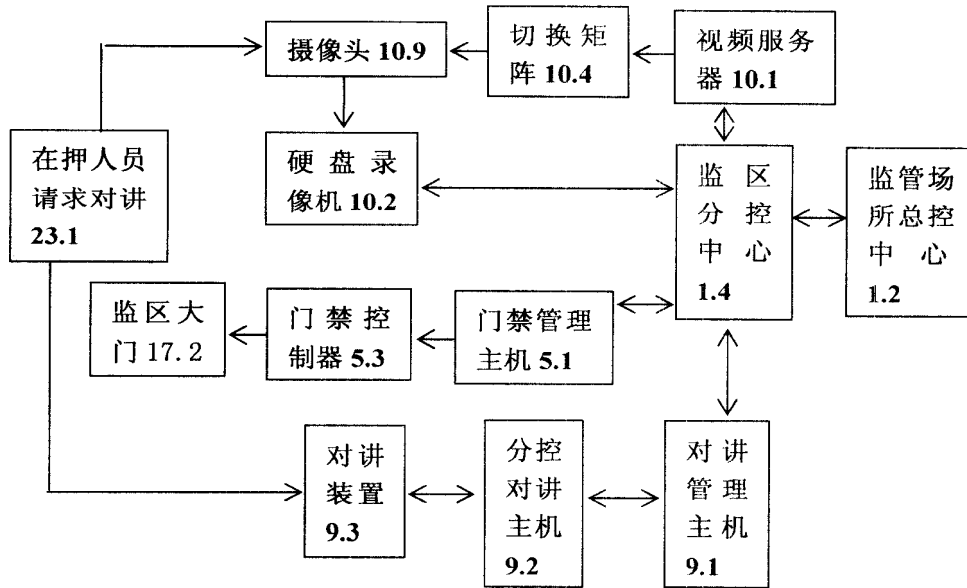 摄像头 10.9
切换矩
阵 10.4
视频服务
器 10.1
在押人员
请求对讲
23.1
硬盘录
像机 10.2
监区
分控
中心
1.4
监管场
所总控
中心
1.2
监区大
门 17.2
门禁控
制器 5.3
门禁管理
主机 5.1
对讲
装置
9.3
分控
对讲
主机
9.2
对讲
管理
主机
9.1